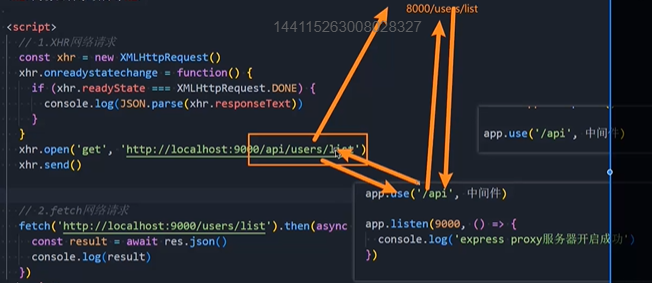 8000/users/list
144115263008628327
<script>
// 1.XHR网络请求
const xhr = new XMLHttpRequest()
xhr.onreadystatechange = function() {
if (xhr.readyState === XMLHttpRequest.DONE) {
console.log(JSON.parse(xhr.responseText))
}
}
xhr.open('get', 'http://localhost:9000/api/users/list')
xhr.send()
// 2.fetch网络请求
fetch('http://localhost:9000/users/list').then(async
const result = await res.json()
console.log(result)
})
app.use('/api', 中间件)
app.use('/api', 中间件)
app.listen(9000, () => {
console.log('express proxy服务器开启成功')
})